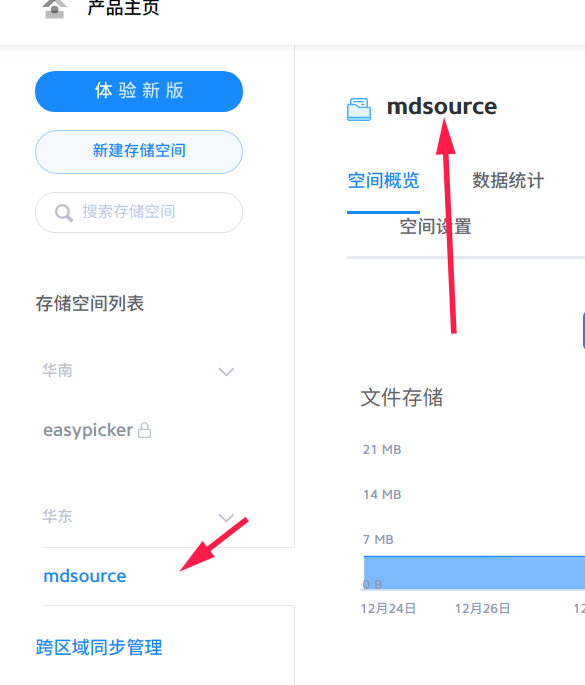 产品主页
体验新版
新建存储空间
搜索存储空间
存储空间列表
华南
easypicker
华东
mdsource
跨区域同步管理
mdsource
空间概览 数据统计
空间设置
文件存储
21 MB
14 MB
7 MB
0 B
12月24日 12月26日 12